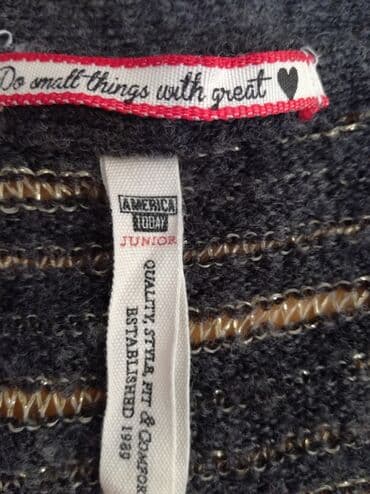 Do small things with great
AMERICA
TODAY
JUNIOR
QUALITY, STYLE, FIT & COMFOR
ESTABLISHED 1989